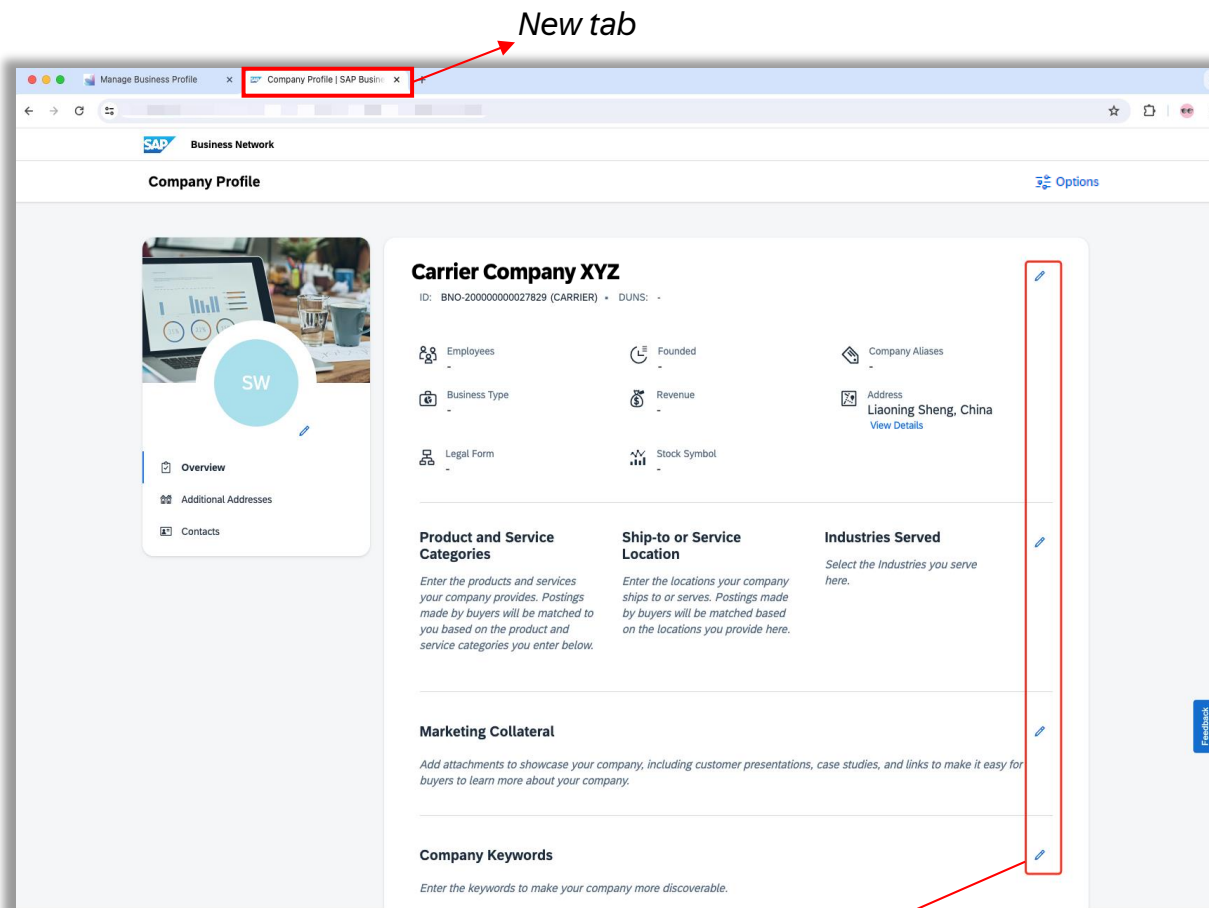 New tab
Manage Business Profile
Company Profile | SAP Busine
SAP Business Network
Company Profile
Options
SW
Overview
Additional Addresses
Contacts
Carrier Company XYZ
ID: BNO-200000000027829 (CARRIER) • DUNS: -
Employees
-
Founded
-
Company Aliases
-
Business Type
-
Revenue
-
Address
Liaoning Sheng, China
View Details
Legal Form
-
Stock Symbol
-
Product and Service
Categories
Enter the products and services
your company provides. Postings
made by buyers will be matched to
you based on the product and
service categories you enter below.
Ship-to or Service
Location
Enter the locations your company
ships to or serves. Postings made
by buyers will be matched based
on the locations you provide here.
Industries Served
Select the Industries you serve
here.
Marketing Collateral
Add attachments to showcase your company, including customer presentations, case studies, and links to make it easy for
buyers to learn more about your company.
Company Keywords
Enter the keywords to make your company more discoverable.
Feedback